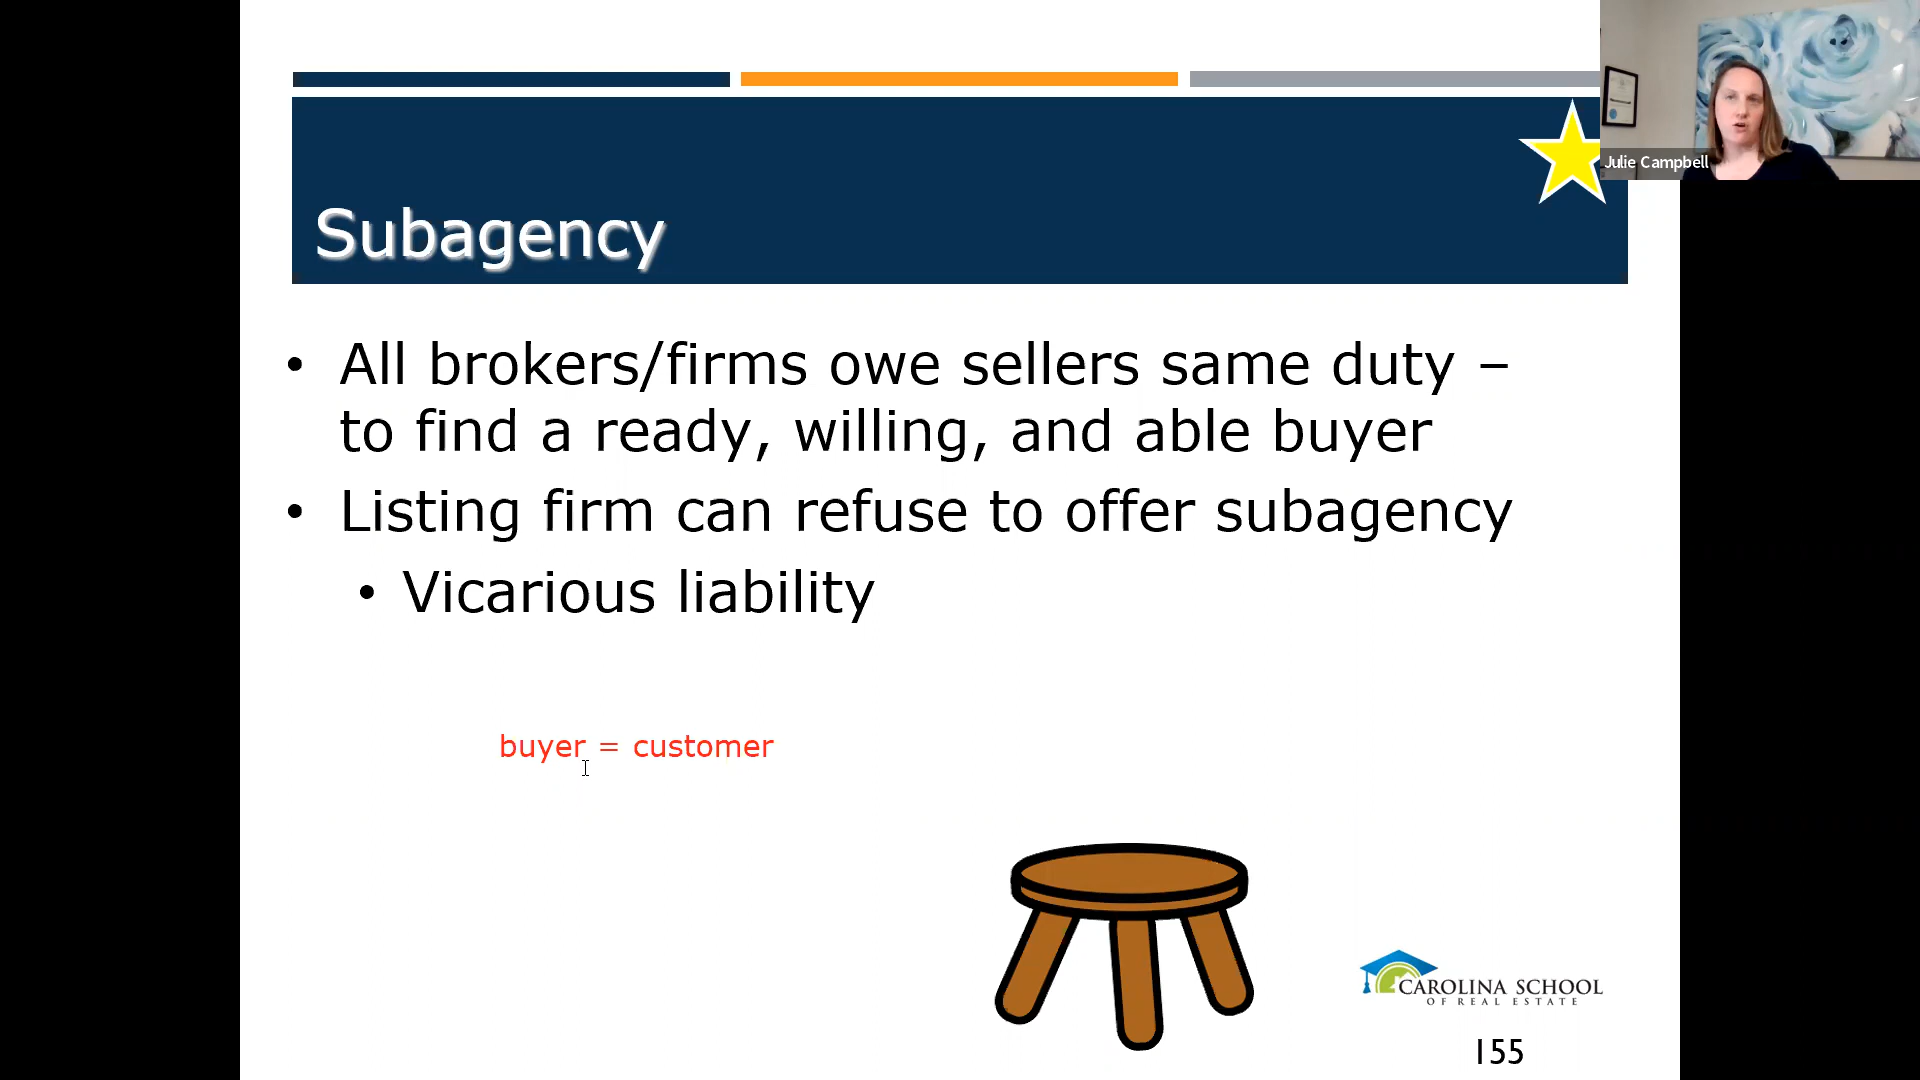 Julie Campbell
Subagency
• All brokers/firms owe sellers same duty –
to find a ready, willing, and able buyer
• Listing firm can refuse to offer subagency
• Vicarious liability
buyer = customer
CAROLINA SCHOOL
OF REAL ESTATE
155